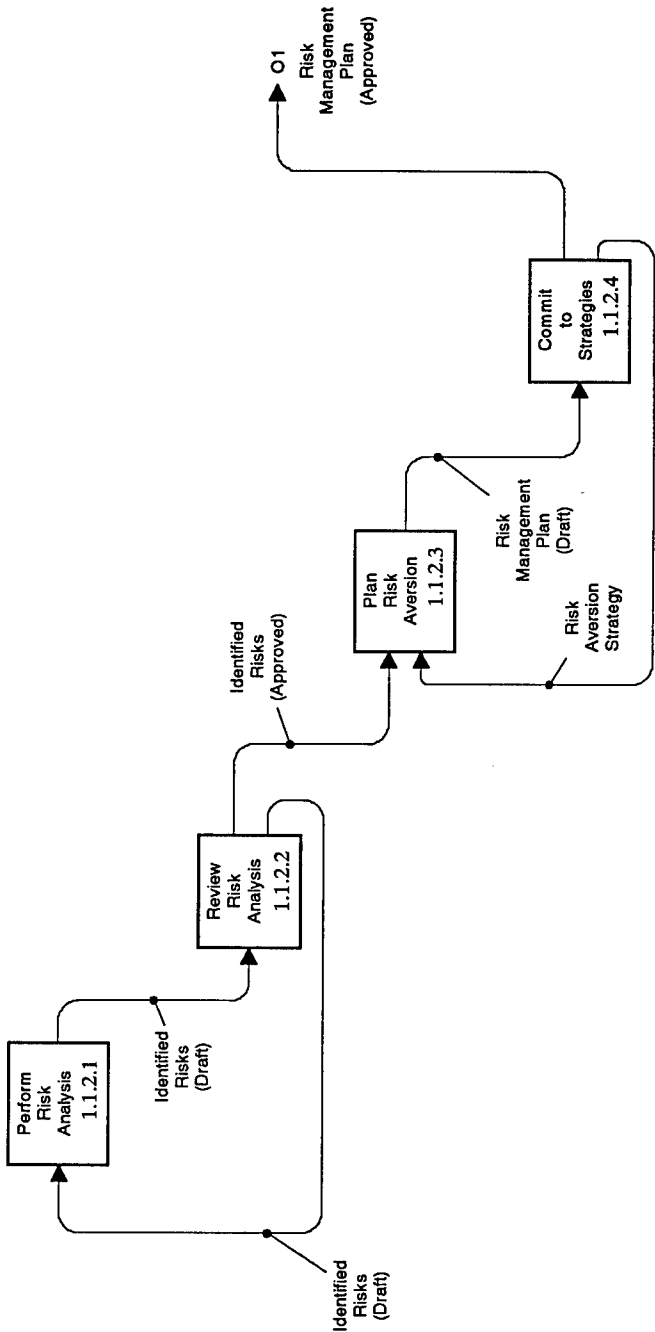 Perform
Risk
Analysis
1.1.2.1
Identified
Risks
(Draft)
Identified
Risks
(Draft)
Review
Risk
Analysis
1.1.2.2
Identified
Risks
(Approved)
Plan
Risk
Aversion
1.1.2.3
Risk
Management
Plan
(Draft)
Risk
Aversion
Strategy
Commit
to
Strategies
1.1.2.4
O1
Risk
Management
Plan
(Approved)